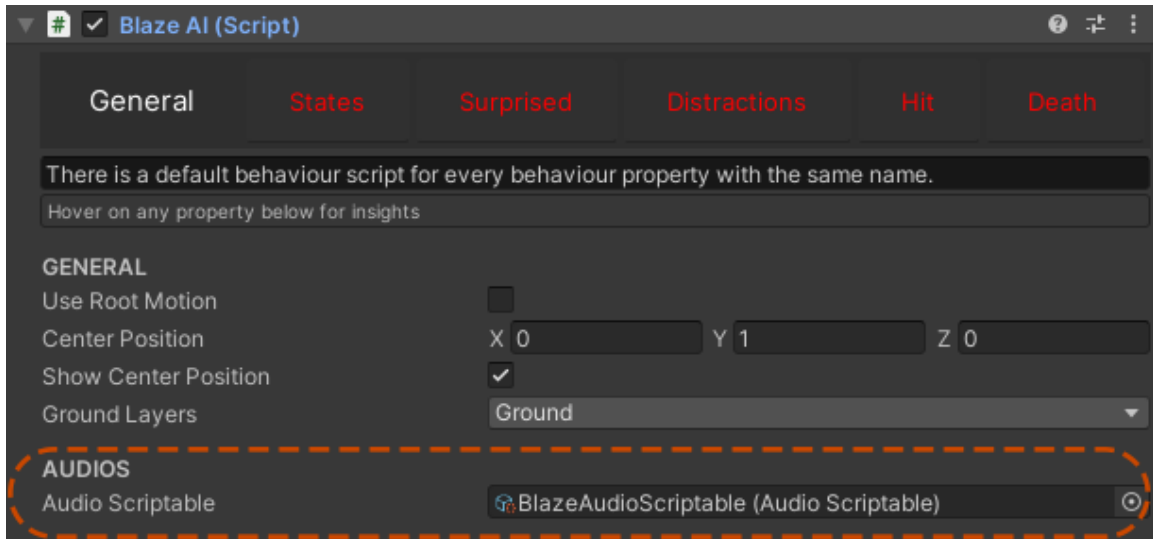 Blaze AI (Script)
General States Surprised Distractions Hit Death
There is a default behaviour script for every behaviour property with the same name.
Hover on any property below for insights
GENERAL
Use Root Motion
Center Position X 0 Y 1 Z 0
Show Center Position
Ground Layers Ground
AUDIOS
Audio Scriptable BlazeAudioScriptable (Audio Scriptable)